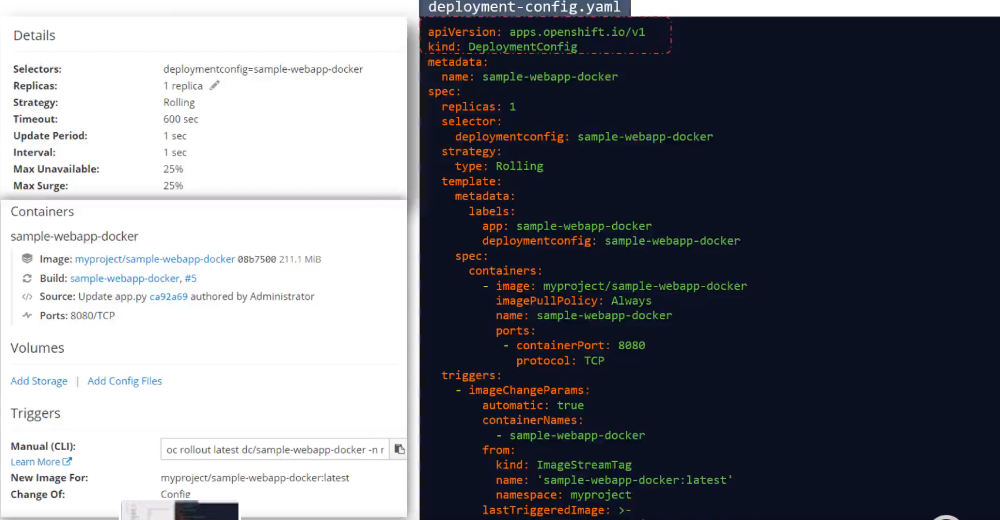 Details
Selectors: deploymentconfig=sample-webapp-docker
Replicas: 1 replica
Strategy: Rolling
Timeout: 600 sec
Update Period: 1 sec
Interval: 1 sec
Max Unavailable: 25%
Max Surge: 25%
Containers
sample-webapp-docker
Image: myproject/sample-webapp-docker 08b7500 211.1 MiB
Build: sample-webapp-docker, #5
</> Source: Update app.py ca92a69 authored by Administrator
Ports: 8080/TCP
Volumes
Add Storage | Add Config Files
Triggers
Manual (CLI): oc rollout latest dc/sample-webapp-docker -n
Learn More
New Image For: myproject/sample-webapp-docker:latest
Change Of: Config
deployment-config.yaml
apiVersion: apps.openshift.io/v1
kind: DeploymentConfig
metadata:
  name: sample-webapp-docker
spec:
  replicas: 1
  selector:
    deploymentconfig: sample-webapp-docker
  strategy:
    type: Rolling
  template:
    metadata:
      labels:
        app: sample-webapp-docker
        deploymentconfig: sample-webapp-docker
    spec:
      containers:
        - image: myproject/sample-webapp-docker
          imagePullPolicy: Always
          name: sample-webapp-docker
          ports:
            - containerPort: 8080
              protocol: TCP
  triggers:
    - imageChangeParams:
        automatic: true
        containerNames:
          - sample-webapp-docker
        from:
          kind: ImageStreamTag
          name: 'sample-webapp-docker:latest'
          namespace: myproject
        lastTriggeredImage: >-